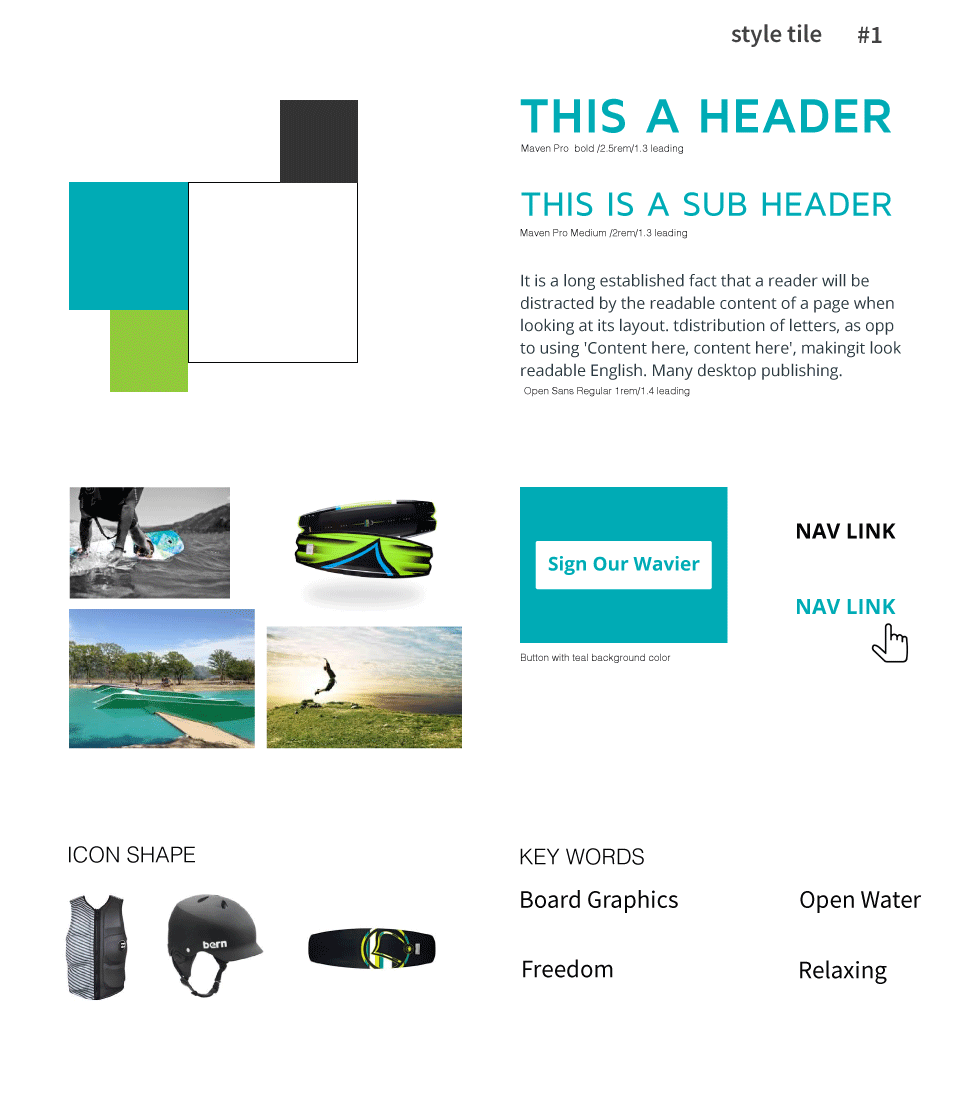 style tile #1
THIS A HEADER
Maven Pro bold /2.5rem/1.3 leading
THIS IS A SUB HEADER
Maven Pro Medium /2rem/1.3 leading
It is a long established fact that a reader will be
distracted by the readable content of a page when
looking at its layout. tdistribution of letters, as opp
to using 'Content here, content here', makingit look
readable English. Many desktop publishing.
Open Sans Regular 1rem/1.4 leading
Sign Our Wavier
Button with teal background color
NAV LINK
NAV LINK
ICON SHAPE
bern
KEY WORDS
Board Graphics
Open Water
Freedom
Relaxing